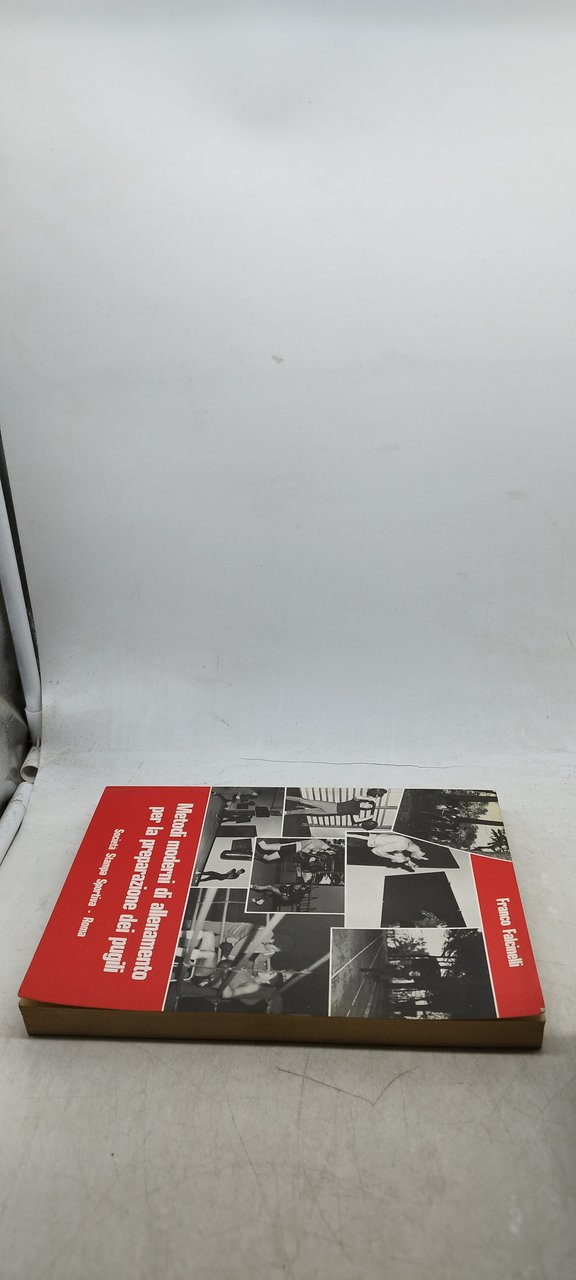 Franco Falcinelli
Metodi moderni di allenamento
per la preparazione dei pugili
Società Stampa Sportiva - Roma